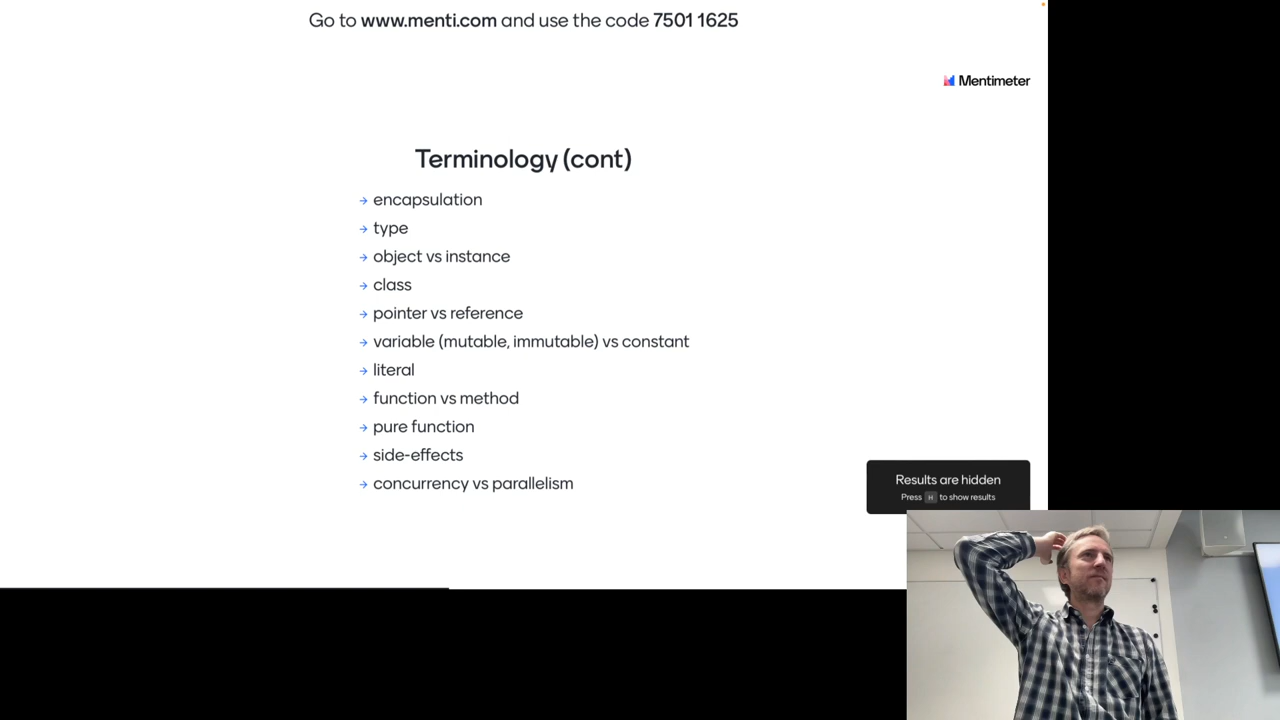 Go to www.menti.com and use the code 7501 1625
Mentimeter
Terminology (cont)
→ encapsulation
→ type
→ object vs instance
→ class
→ pointer vs reference
→ variable (mutable, immutable) vs constant
→ literal
→ function vs method
→ pure function
→ side-effects
→ concurrency vs parallelism
Results are hidden
Press H to show results